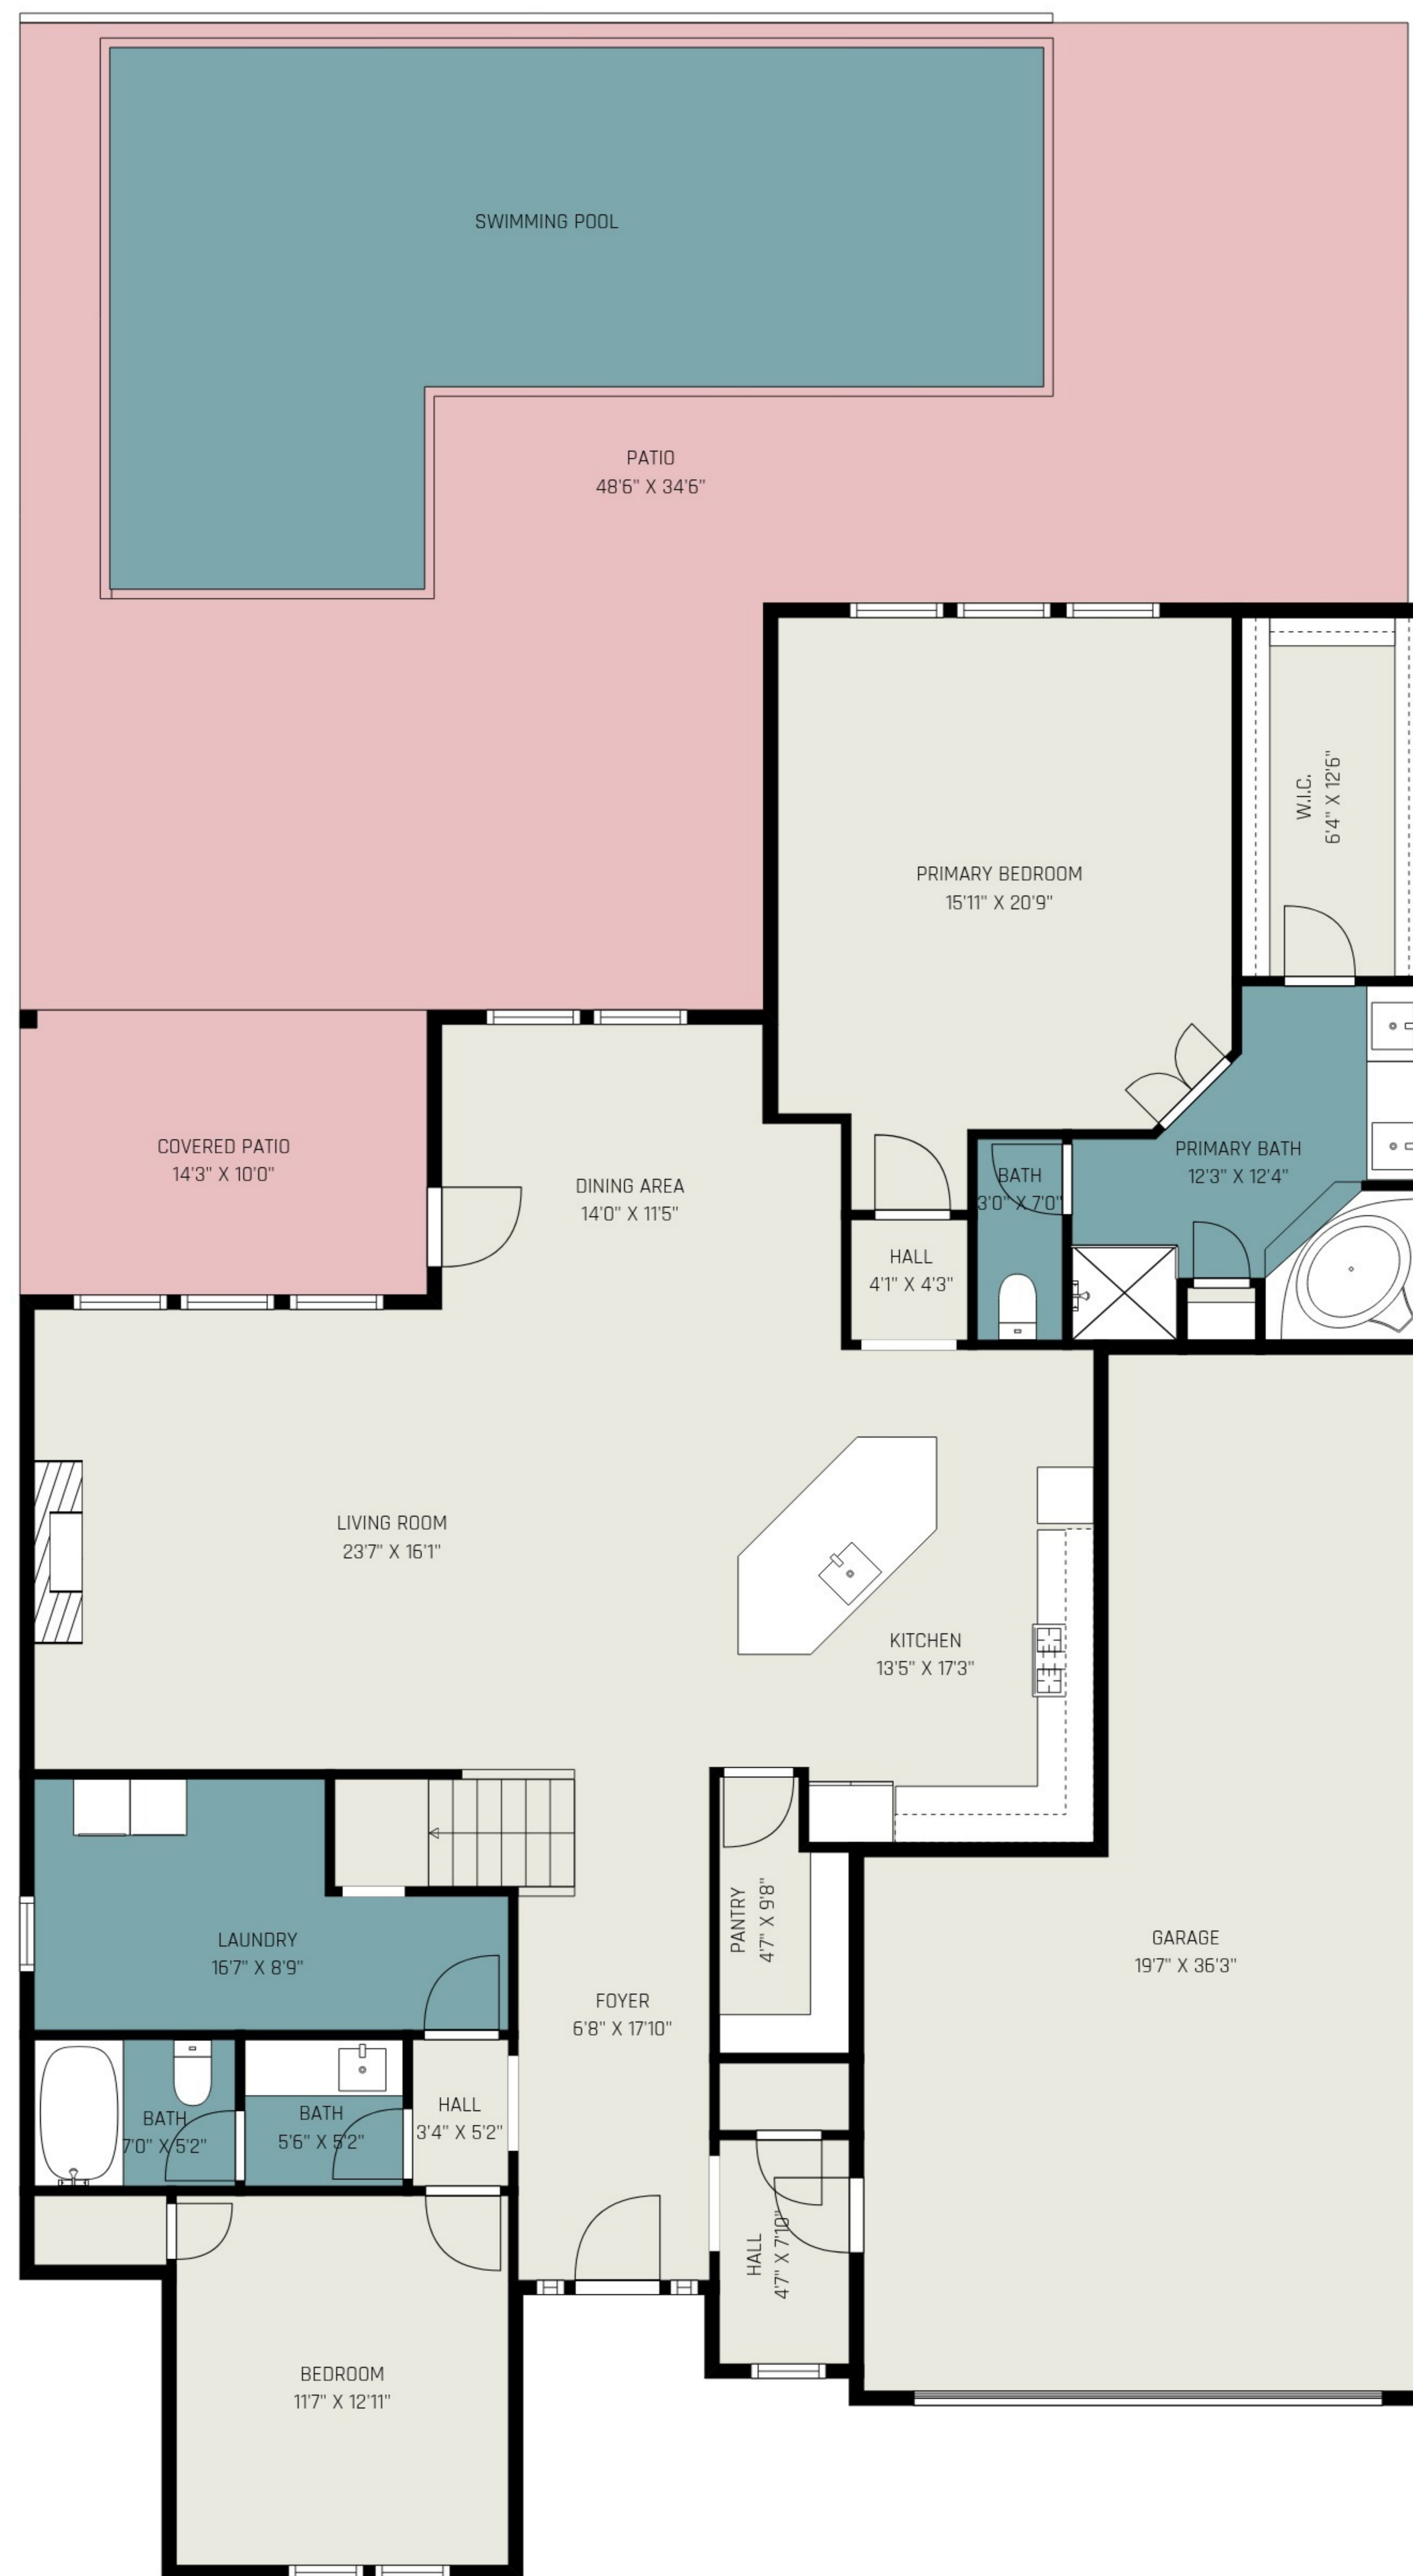 SWIMMING POOL
PATIO
48'6" X 34'6"
W.I.C.
6'4" X 12'6"
PRIMARY BEDROOM
15'11" X 20'9"
COVERED PATIO
14'3" X 10'0"
DINING AREA
14'0" X 11'5"
PRIMARY BATH
12'3" X 12'4"
BATH
3'0" X 7'0"
HALL
4'1" X 4'3"
LIVING ROOM
23'7" X 16'1"
KITCHEN
13'5" X 17'3"
PANTRY
4'7" X 9'8"
GARAGE
19'7" X 36'3"
LAUNDRY
16'7" X 8'9"
FOYER
6'8" X 17'10"
BATH
7'0" X 5'2"
BATH
5'6" X 5'2"
HALL
3'4" X 5'2"
HALL
4'7" X 7'10"
BEDROOM
11'7" X 12'11"